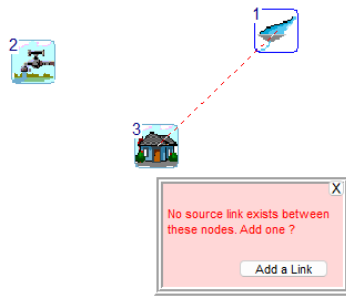 1
2
3
X
No source link exists between
these nodes. Add one ?
Add a Link